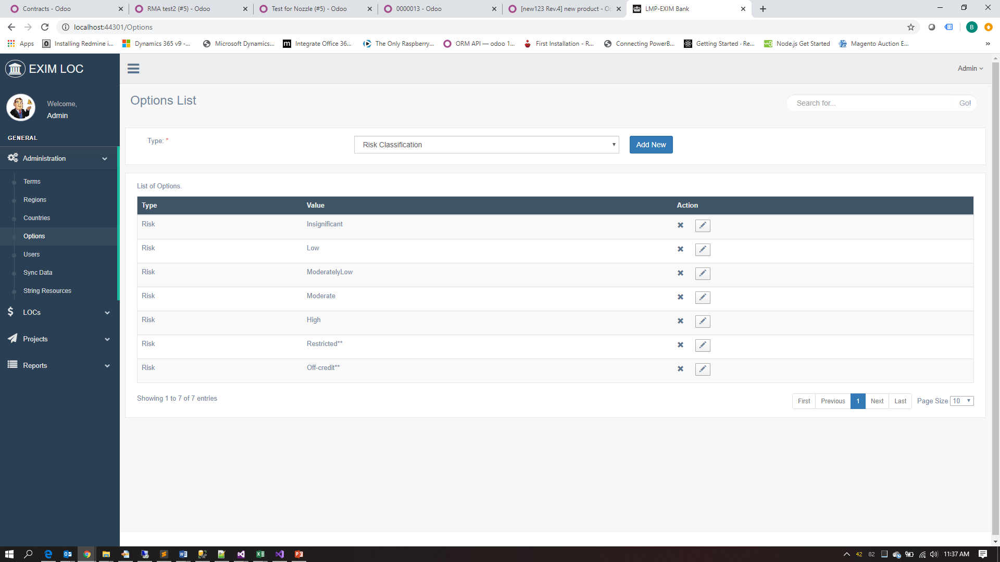 Contracts - Odoo
RMA test2 (#5) - Odoo
Test for Nozzle (#5) - Odoo
0000013 - Odoo
[new123 Rev.4] new product - Oc
LMP-EXIM Bank
localhost:44301/Options
B
Apps
Installing Redmine i...
Dynamics 365 v9 -...
Microsoft Dynamics...
Integrate Office 36...
The Only Raspberry...
ORM API — odoo 1...
First Installation - R...
Connecting PowerB...
Getting Started · Re...
Node.js Get Started
Magento Auction E...
EXIM LOC
Admin
Welcome,
Admin
Options List
Search for...
Go!
GENERAL
Administration
Terms
Regions
Countries
Options
Users
Sync Data
String Resources
LOCs
Projects
Reports
Type: *
Risk Classification
Add New
List of Options.
Type Value Action
Risk Insignificant
Risk Low
Risk ModeratelyLow
Risk Moderate
Risk High
Risk Restricted**
Risk Off-credit**
Showing 1 to 7 of 7 entries
First Previous 1 Next Last Page Size 10
42 82 11:37 AM